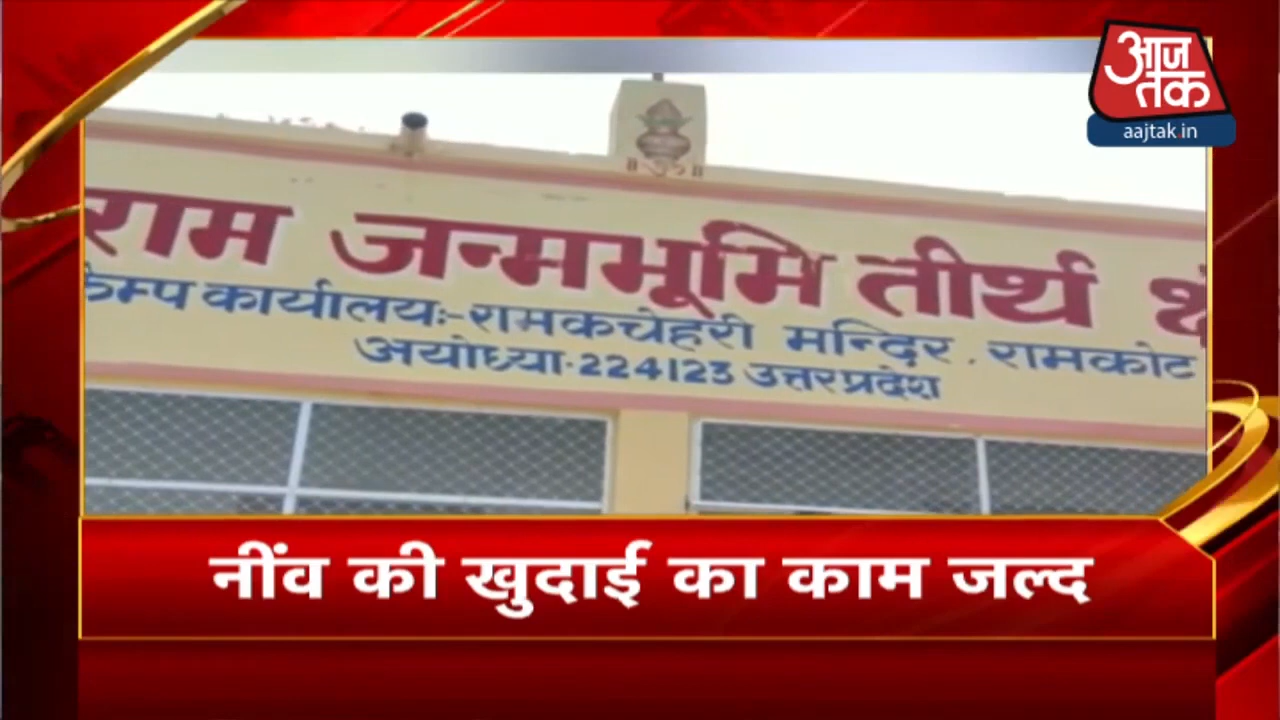 आज
तक
aajtak.in
राम जन्मभूमि तीर्थ
कैम्प कार्यालयः-रामकचेहरी मन्दिर . रामकोट
अयोध्या-224123 उत्तरप्रदेश
नींव की खुदाई का काम जल्द